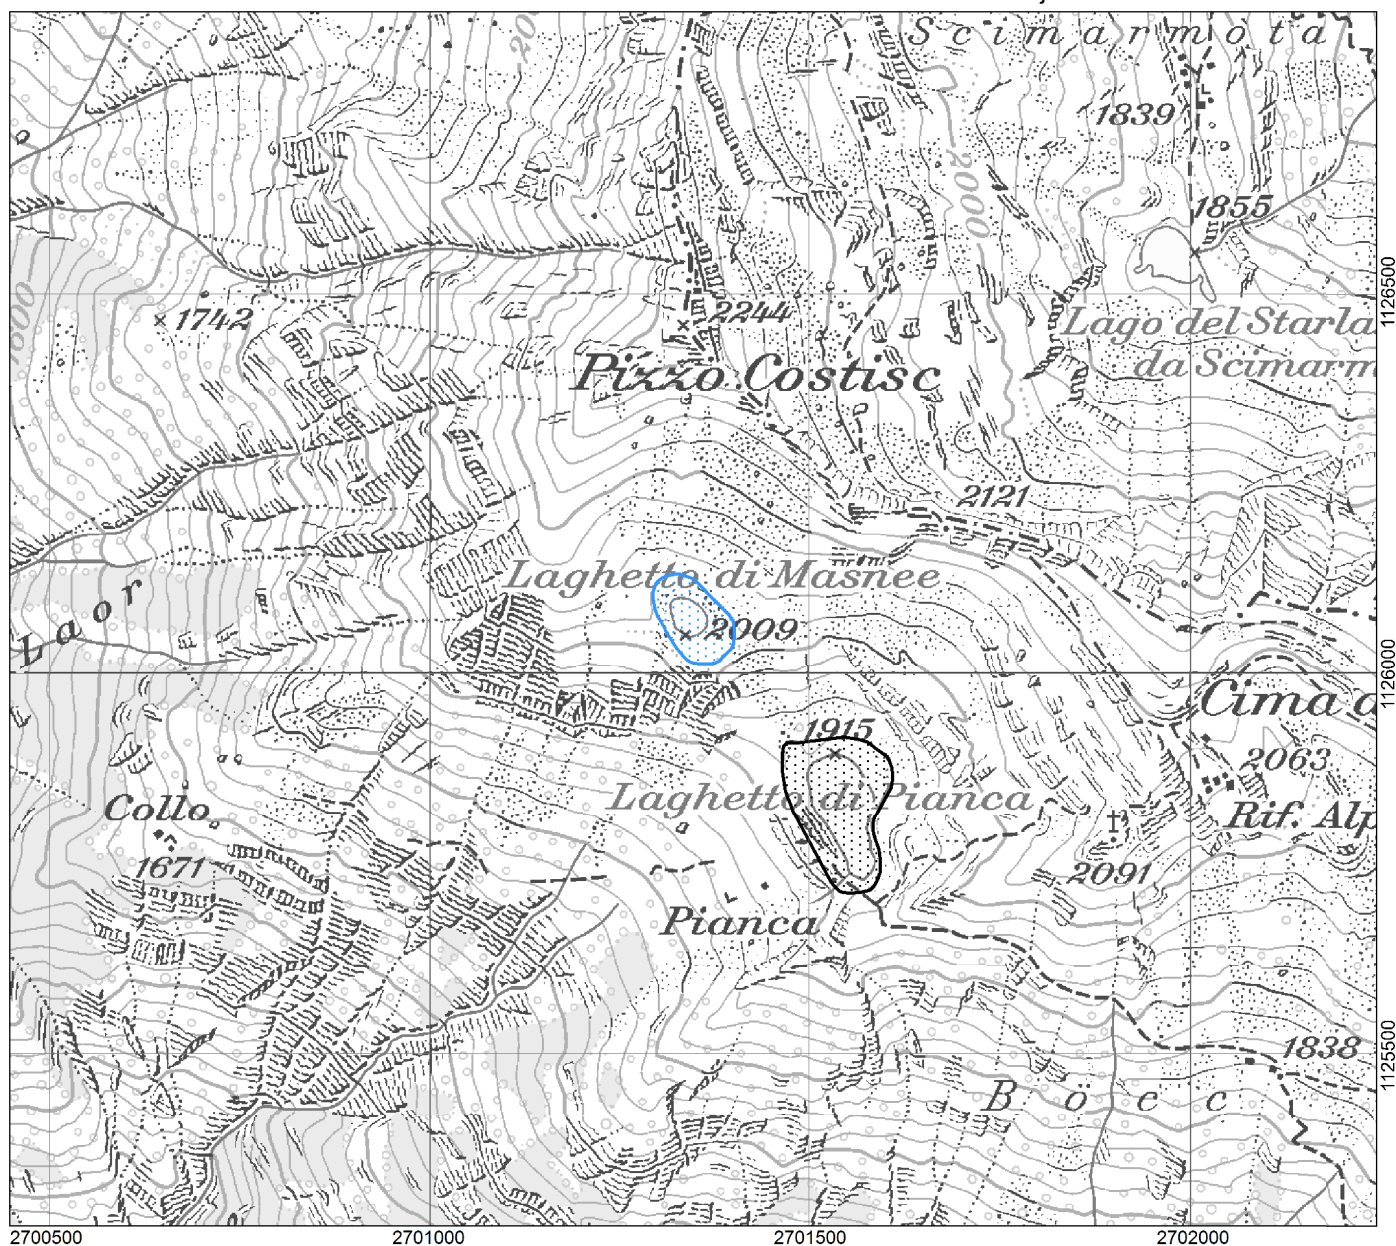 Scimarmota
1839
1855
2000
1126500
1742
2244
Lago del Starla
da Scimarm
Pizzo Costisc
2121
Laghetto di Masnee
Laor
2009
1126000
Cima d
1915
2063
Laghetto di Pianca
Collo
Rif. Alp
1671
2091
Pianca
1838
1125500
Böcc
2700500
2701000
2701500
2702000